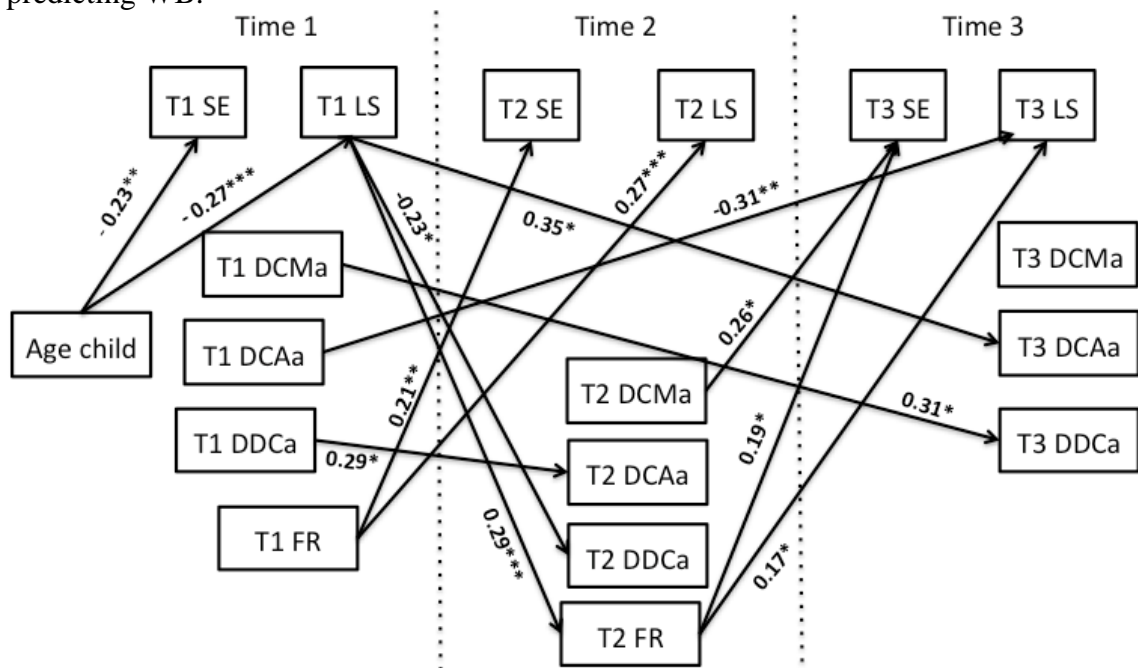 predicting WB.
Time 1
Time 2
Time 3
T1 SE
T1 LS
T2 SE
T2 LS
T3 SE
T3 LS
- 0.23**
- 0.27***
-0.23*
0.35*
0.27***
-0.31**
T1 DCMa
T3 DCMa
Age child
T1 DCAa
0.26*
T3 DCAa
0.21**
T2 DCMa
0.31*
T1 DDCa
0.29*
T2 DCAa
0.19*
T3 DDCa
T1 FR
0.29***
T2 DDCa
0.17*
T2 FR